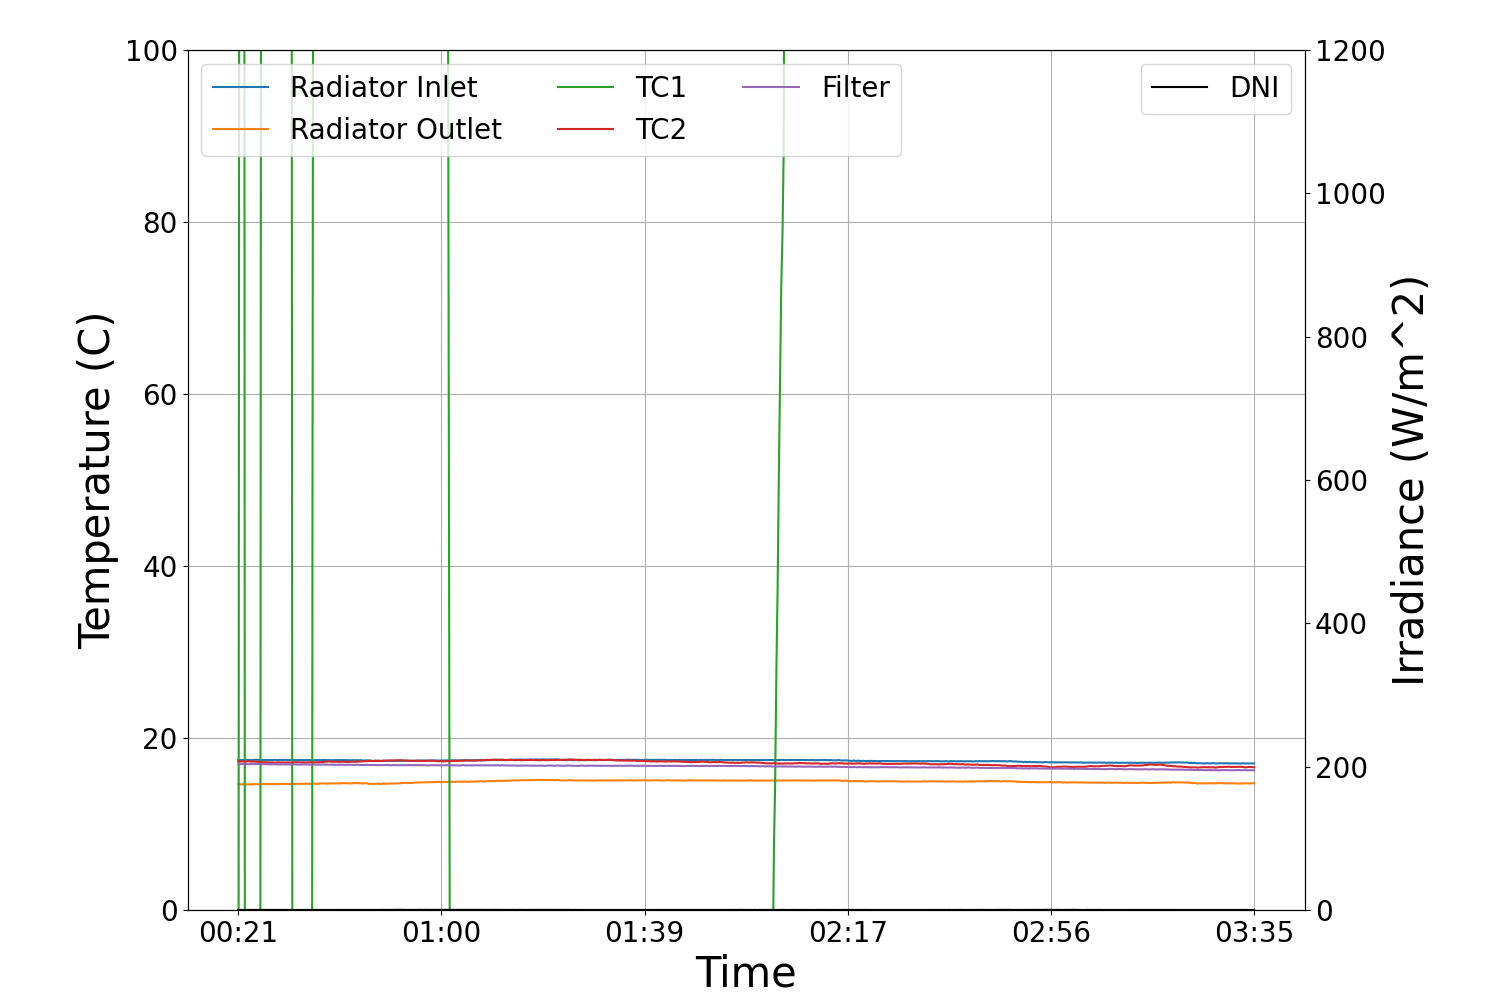 100
80
60
40
20
0
Temperature (C)
Radiator Inlet
Radiator Outlet
TC1
TC2
Filter
DNI
1200
1000
800
600
400
200
0
Irradiance (W/m^2)
00:21
01:00
01:39
02:17
02:56
03:35
Time